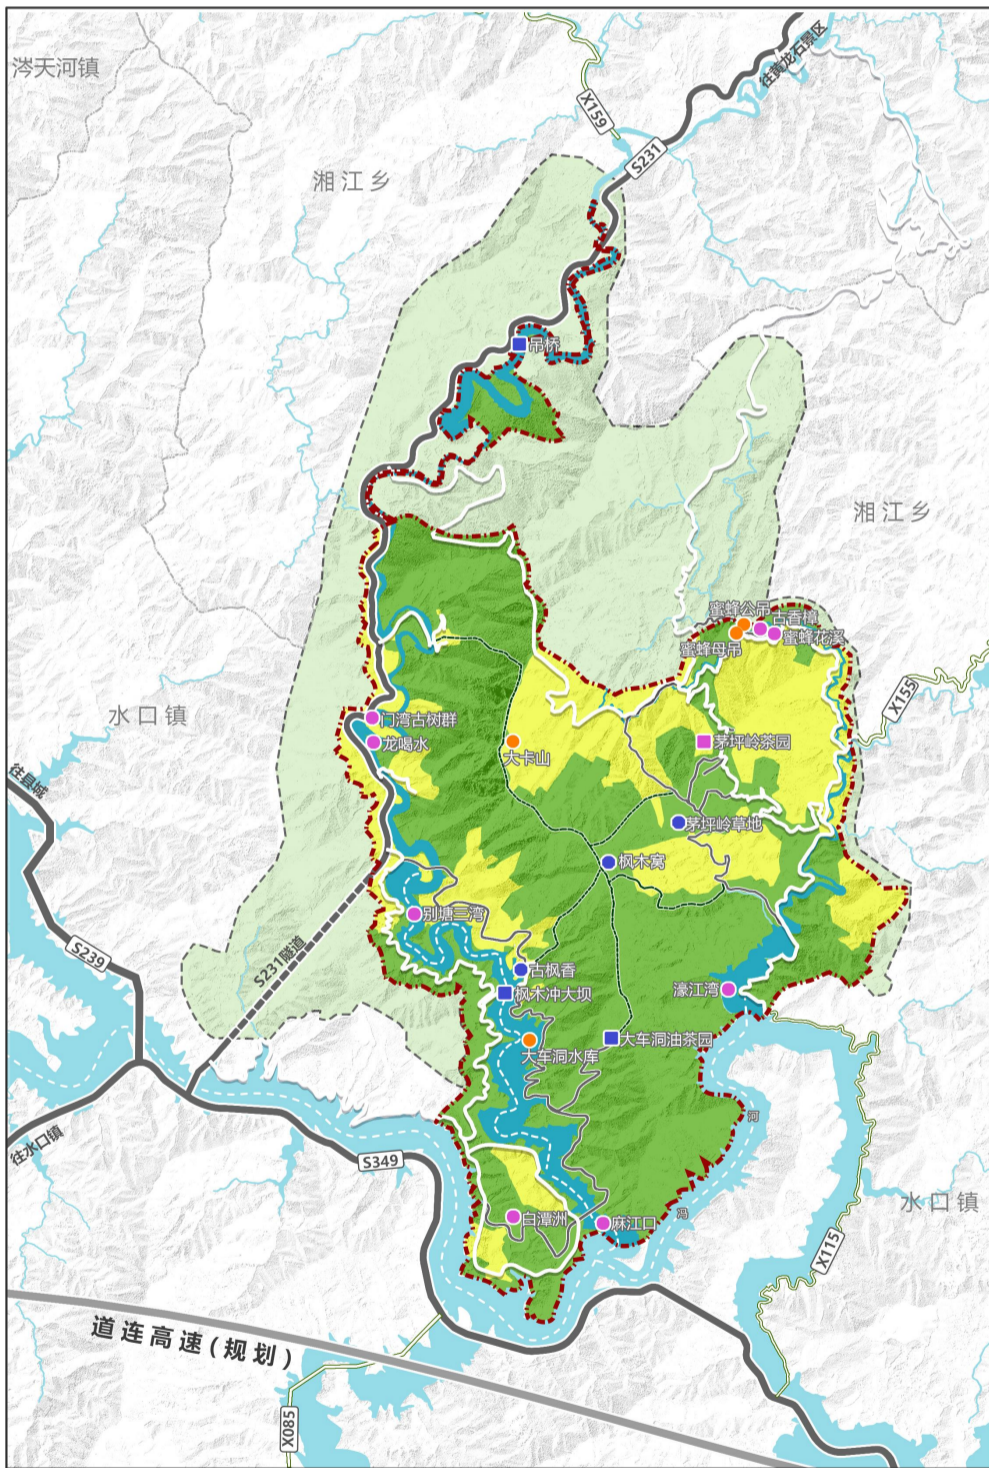 涔天河镇
往黄龙石景区
X159
S231
湘江乡
吊桥
湘江乡
蜜蜂公吊
古香樟
蜜蜂母吊
蜜蜂花溪
X155
水口镇
门湾古树群
龙喝水
茅坪岭茶园
大卡山
往县城
茅坪岭草地
枫木窝
别塘三湾
S239
S231隧道
古枫香
枫木冲大坝
濠江湾
大车洞水库
大车洞油茶园
河
往水口镇
S349
水口镇
冯
白潭洲
麻江口
X115
道连高速(规划)
X085